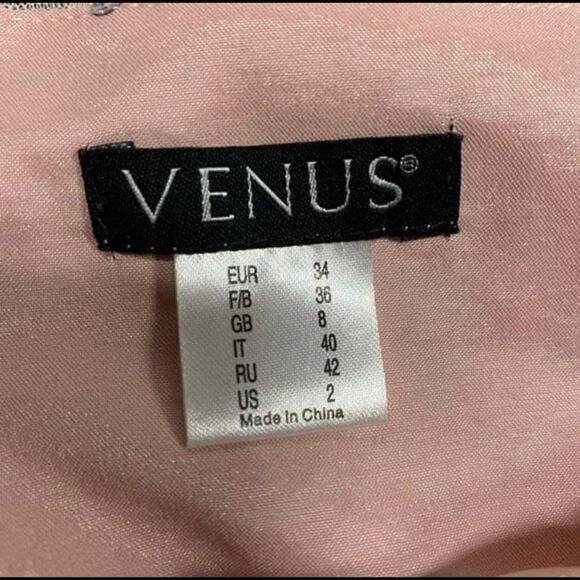 VENUS®
EUR 34
F/B 36
GB 8
IT 40
RU 42
US 2
Made in China